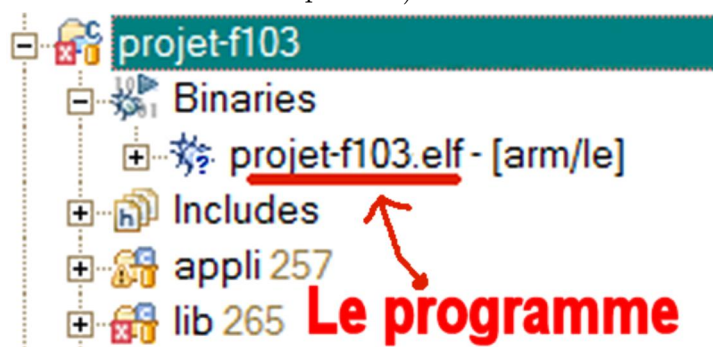 projet-f103
Binaries
projet-f103.elf - [arm/le]
Includes
appli 257
lib 265
Le programme